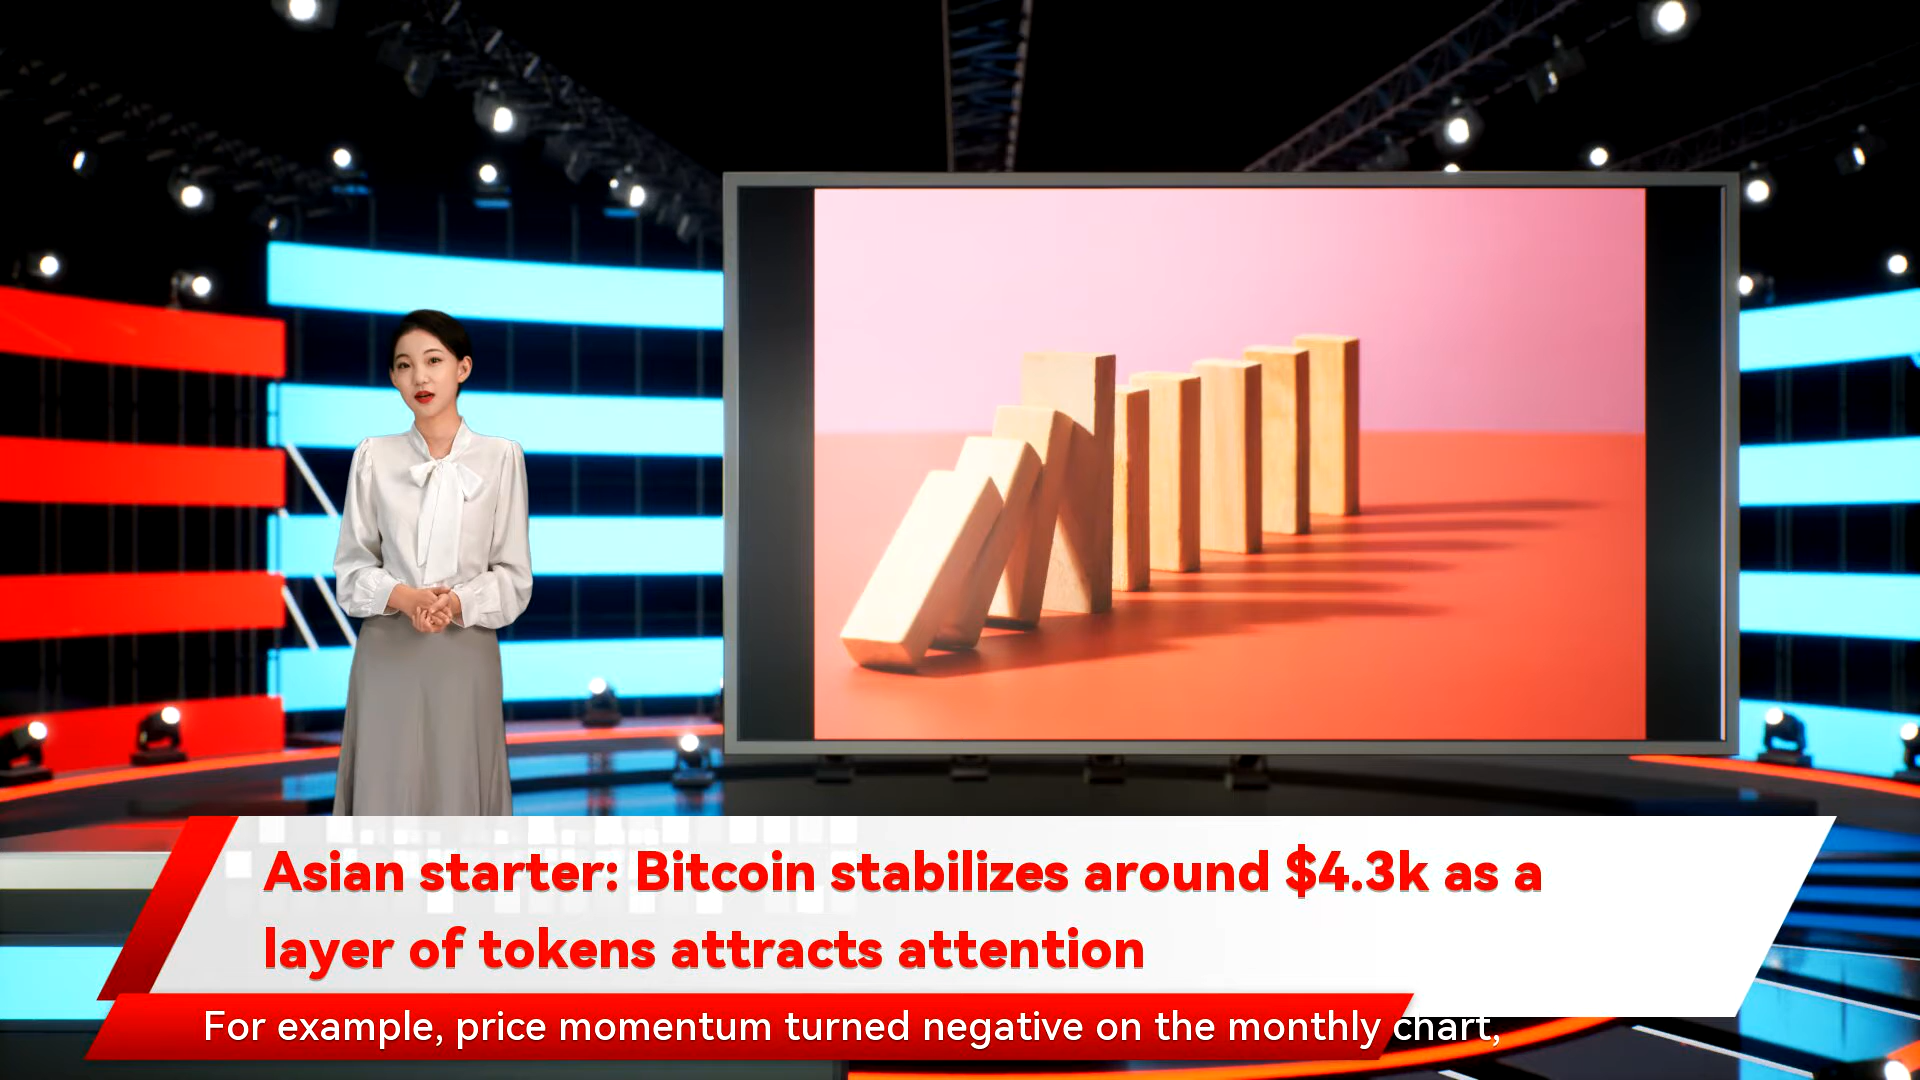 Asian starter: Bitcoin stabilizes around $4.3k as a
layer of tokens attracts attention
For example, price momentum turned negative on the monthly chart,